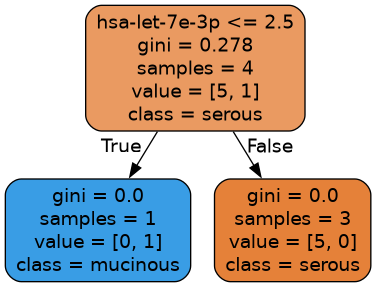 hsa-let-7e-3p <= 2.5
gini = 0.278
samples = 4
value = [5, 1]
class = serous
True
False
gini = 0.0
samples = 1
value = [0, 1]
class = mucinous
gini = 0.0
samples = 3
value = [5, 0]
class = serous